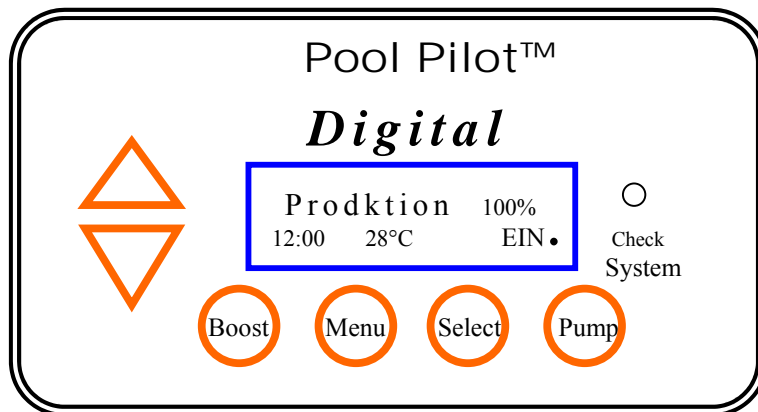 Pool Pilot™
Digital
Prodktion 100%
12:00 28°C EIN
Check
System
Boost Menu Select Pump